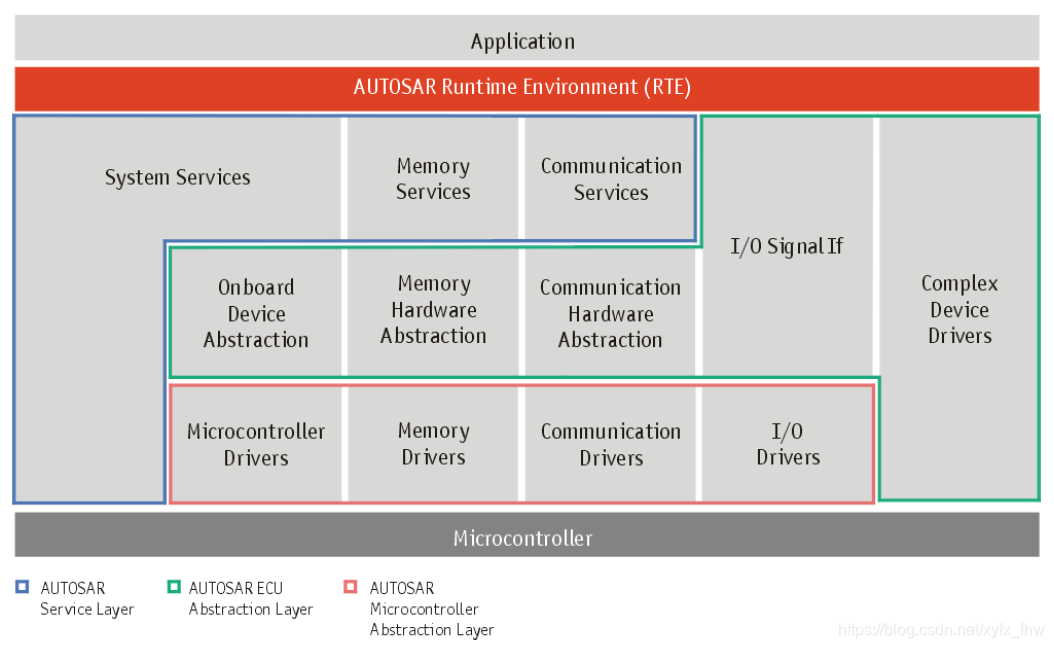 Application
AUTOSAR Runtime Environment (RTE)
System Services
Memory
Services
Communication
Services
I/O Signal If
Complex
Device
Drivers
Onboard
Device
Abstraction
Memory
Hardware
Abstraction
Communication
Hardware
Abstraction
Microcontroller
Drivers
Memory
Drivers
Communication
Drivers
I/O
Drivers
Microcontroller
AUTOSAR
Service Layer
AUTOSAR ECU
Abstraction Layer
AUTOSAR
Microcontroller
Abstraction Layer
https://blog.csdn.net/xyfx_fhw